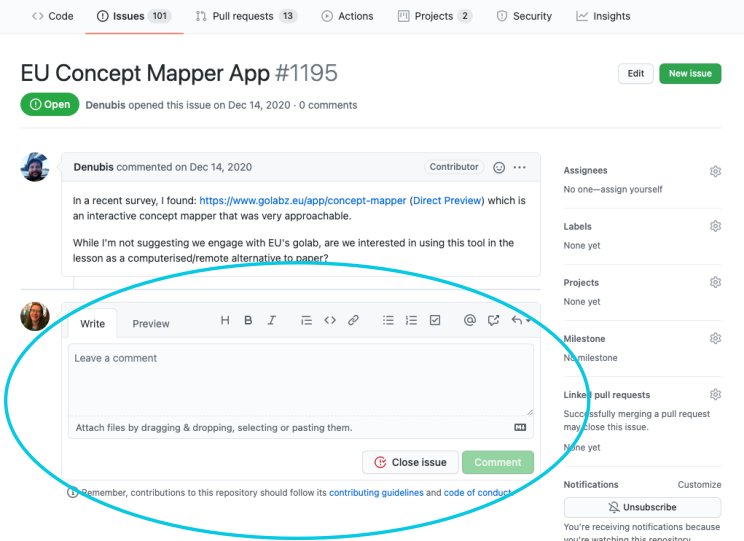 Code Issues 101 Pull requests 13 Actions Projects 2 Security Insights
EU Concept Mapper App #1195
Edit New issue
Open Denubis opened this issue on Dec 14, 2020 · 0 comments
Denubis commented on Dec 14, 2020 Contributor
In a recent survey, I found: https://www.golabz.eu/app/concept-mapper (Direct Preview) which is
an interactive concept mapper that was very approachable.
While I'm not suggesting we engage with EU's golab, are we interested in using this tool in the
lesson as a computerised/remote alternative to paper?
Write Preview
Leave a comment
Attach files by dragging & dropping, selecting or pasting them.
Close issue Comment
Remember, contributions to this repository should follow its contributing guidelines and code of conduct.
Assignees
No one—assign yourself
Labels
None yet
Projects
None yet
Milestone
No milestone
Linked pull requests
Successfully merging a pull request
may close this issue.
None yet
Notifications Customize
Unsubscribe
You're receiving notifications because
you're watching this repository.